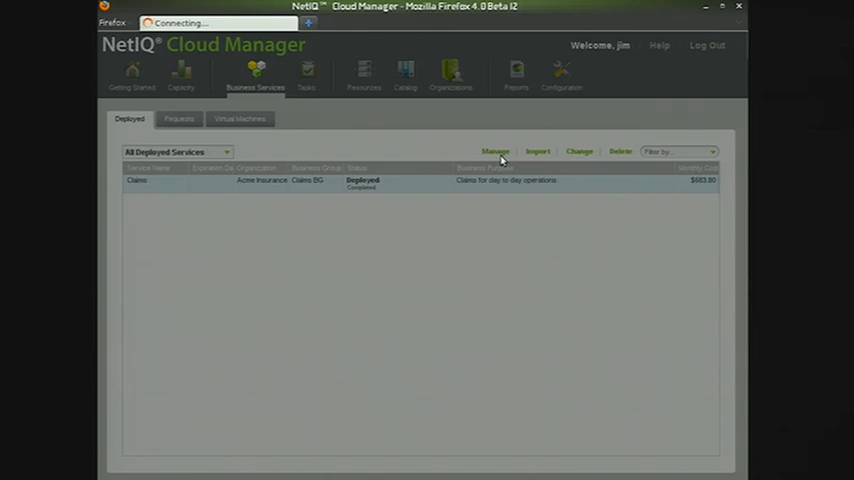 NetIQ™ Cloud Manager - Mozilla Firefox 4.0 Beta 12
Firefox
Connecting...
NetIQ® Cloud Manager
Welcome, jim Help Log Out
Getting Started Capacity Business Services Tasks Resources Catalog Organizations Reports Configuration
Deployed Requests Virtual Machines
All Deployed Services Manage Import Change Delete Filter by...
Service Name Expiration Da Organization Business Group Status Business Purpose Monthly Cost
Claims Acme Insurance Claims BG Deployed Claims for day to day operations $683.80
Completed